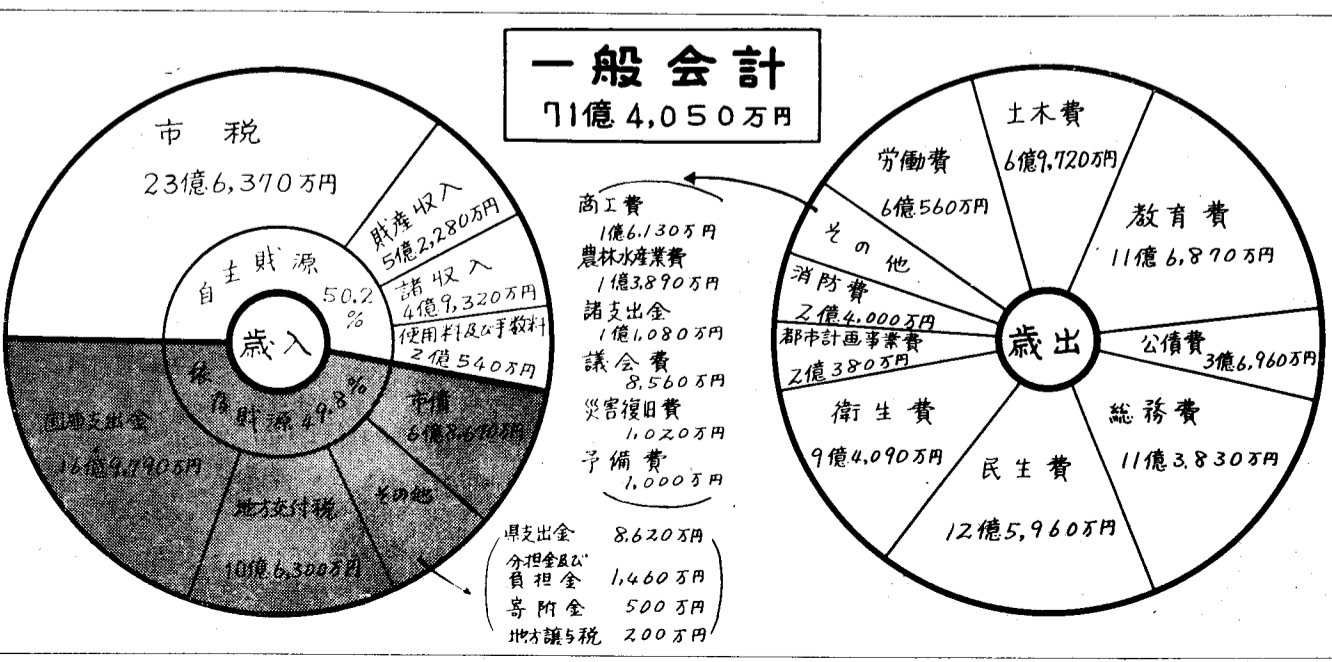 一般会計
71億4,050万円
歳入
自主財源
50.2
%
依
存財源 49.8%
市税
23億6,370万円
財産収入
5億2,280万円
諸収入
4億9,320万円
使用料及び手数料
2億540万円
市債
6億8,670万円
その他
地方交付税
10億6,300万円
国庫支出金
16億9,790万円
県支出金 8,620万円
分担金及び
負担金 1,460万円
寄附金 500万円
地方譲与税 200万円
商工費
1億6,130万円
農林水産業費
1億3,890万円
諸支出金
1億1,080万円
議会費
8,560万円
災害復旧費
1,020万円
予備費
1,000万円
歳出
土木費
6億9,720万円
教育費
11億6,870万円
公債費
3億6,960万円
総務費
11億3,830万円
民生費
12億5,960万円
衛生費
9億4,090万円
都市計画事業費
2億380万円
消防費
2億4,000万円
その他
労働費
6億560万円